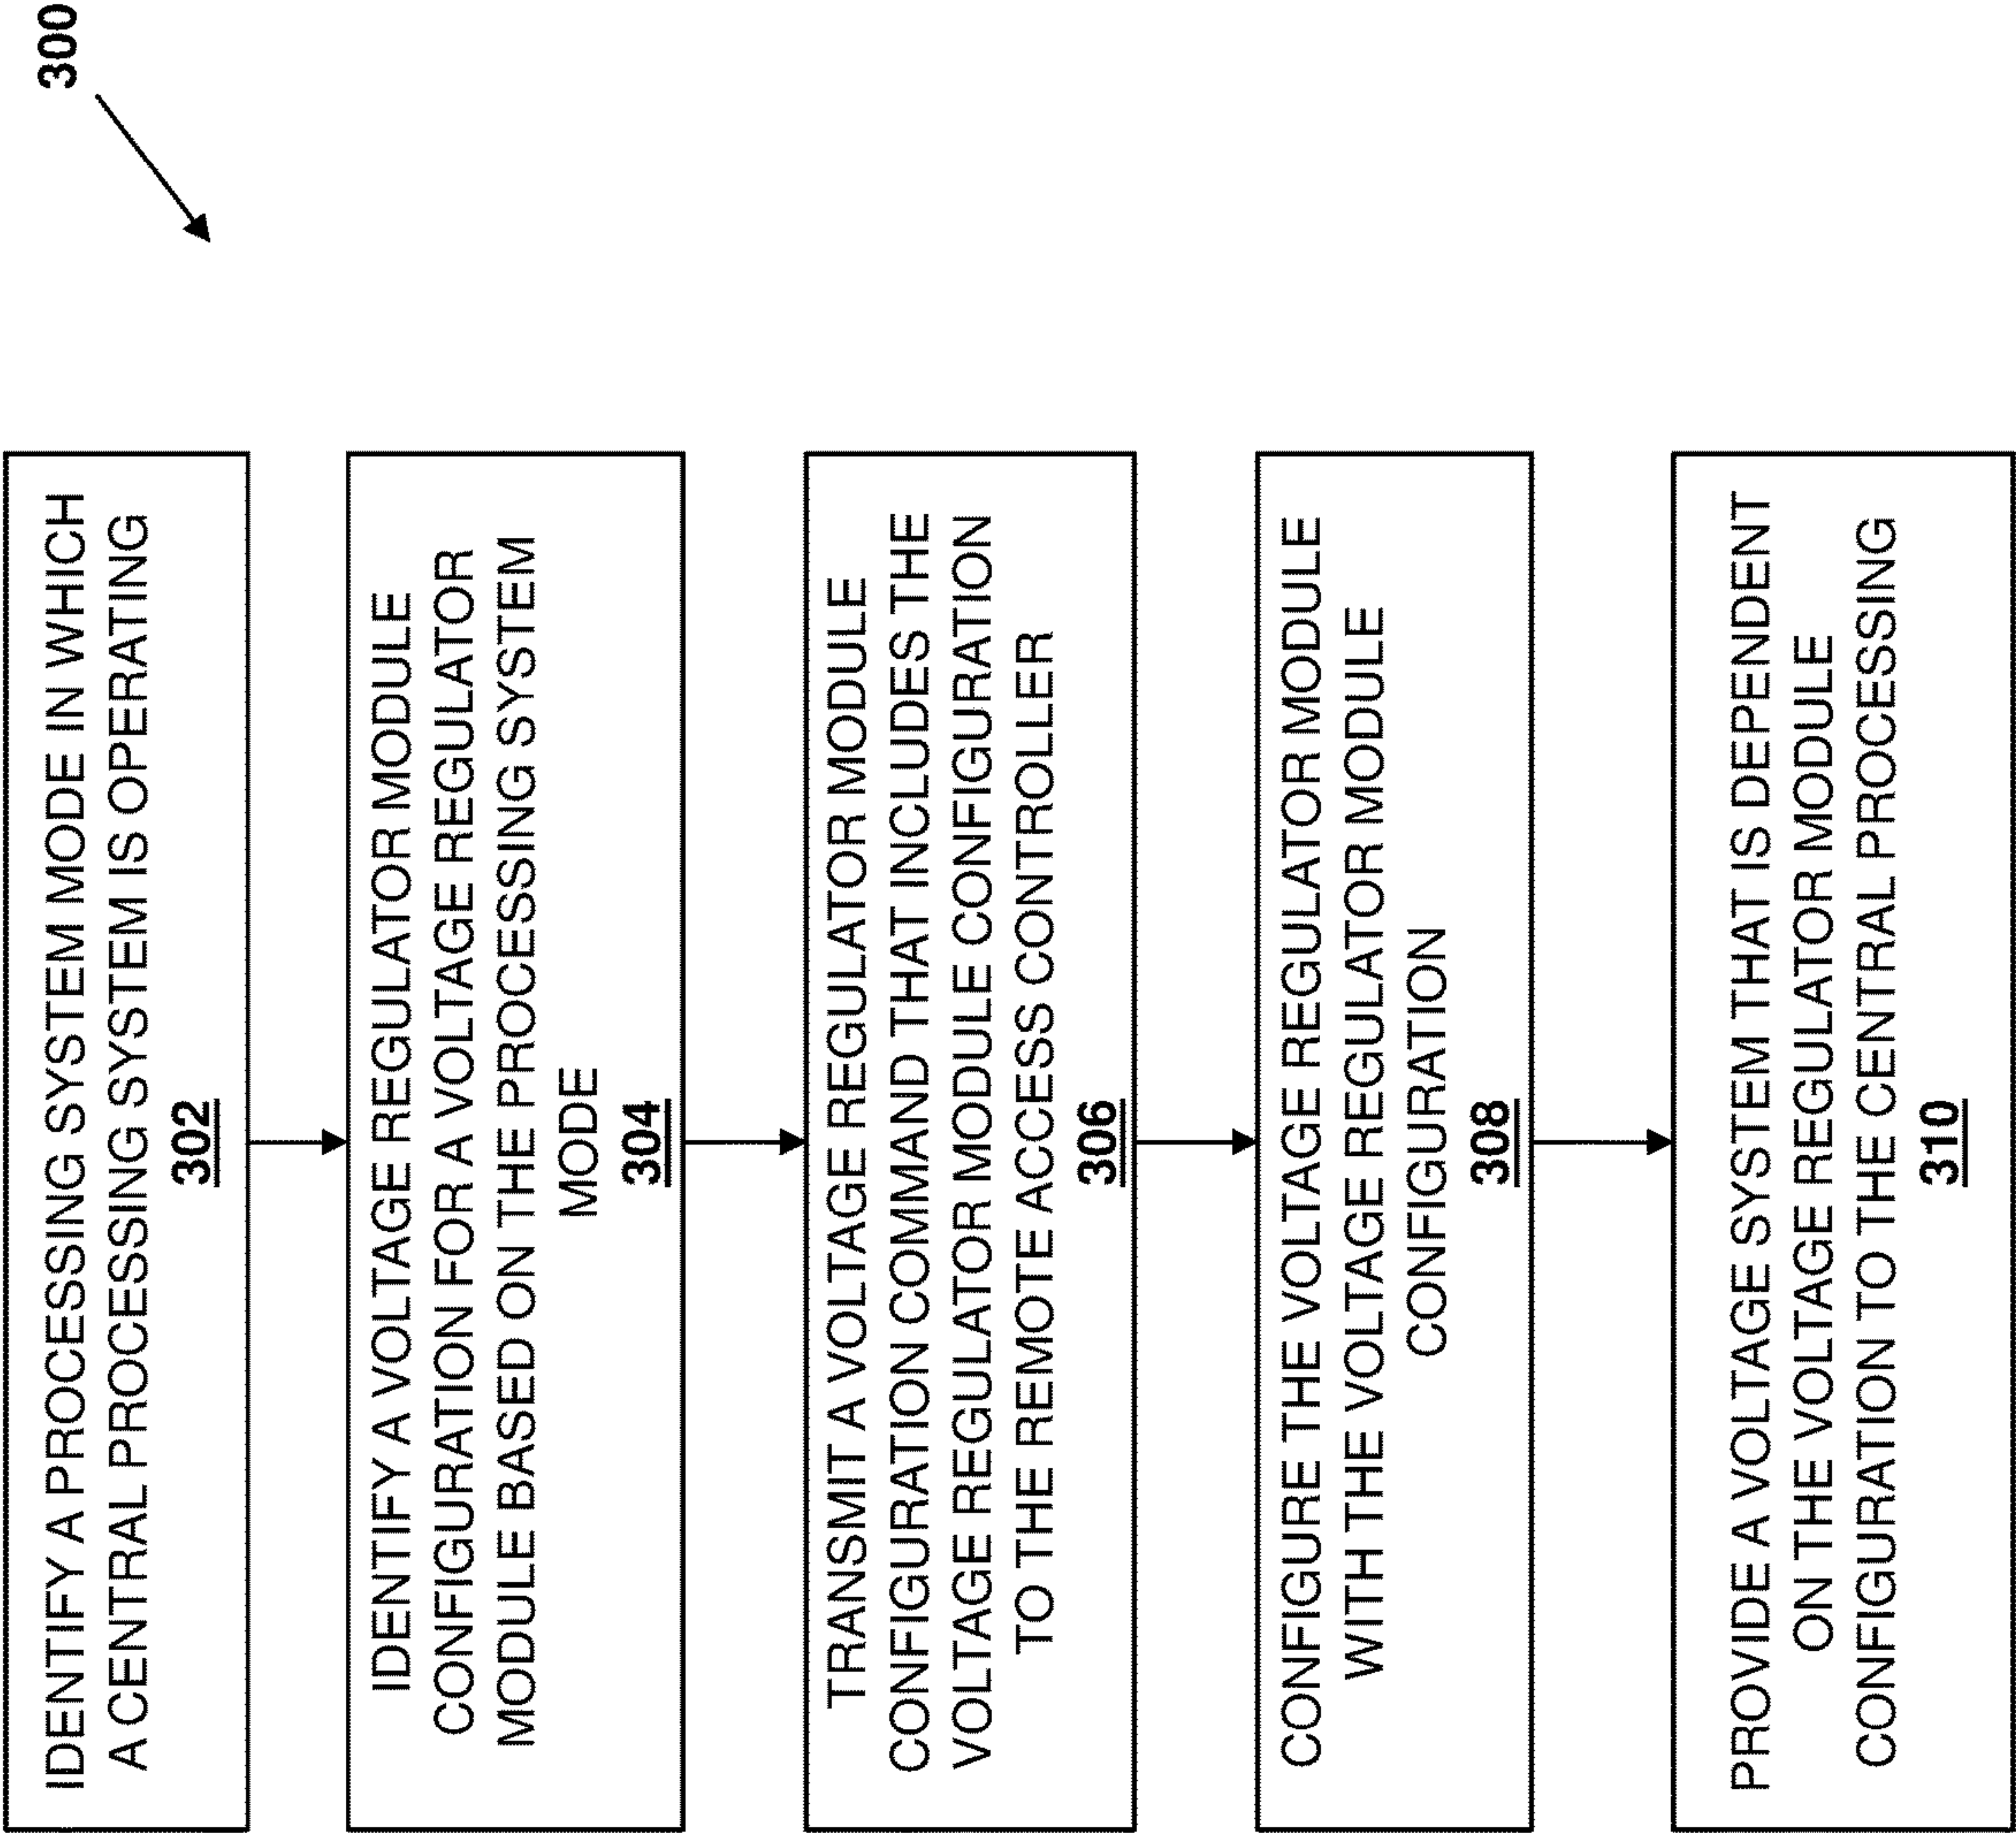 300
IDENTIFY A PROCESSING SYSTEM MODE IN WHICH
A CENTRAL PROCESSING SYSTEM IS OPERATING
302
IDENTIFY A VOLTAGE REGULATOR MODULE
CONFIGURATION FOR A VOLTAGE REGULATOR
MODULE BASED ON THE PROCESSING SYSTEM
MODE
304
TRANSMIT A VOLTAGE REGULATOR MODULE
CONFIGURATION COMMAND THAT INCLUDES THE
VOLTAGE REGULATOR MODULE CONFIGURATION
TO THE REMOTE ACCESS CONTROLLER
306
CONFIGURE THE VOLTAGE REGULATOR MODULE
WITH THE VOLTAGE REGULATOR MODULE
CONFIGURATION
308
PROVIDE A VOLTAGE SYSTEM THAT IS DEPENDENT
ON THE VOLTAGE REGULATOR MODULE
CONFIGURATION TO THE CENTRAL PROCESSING
310